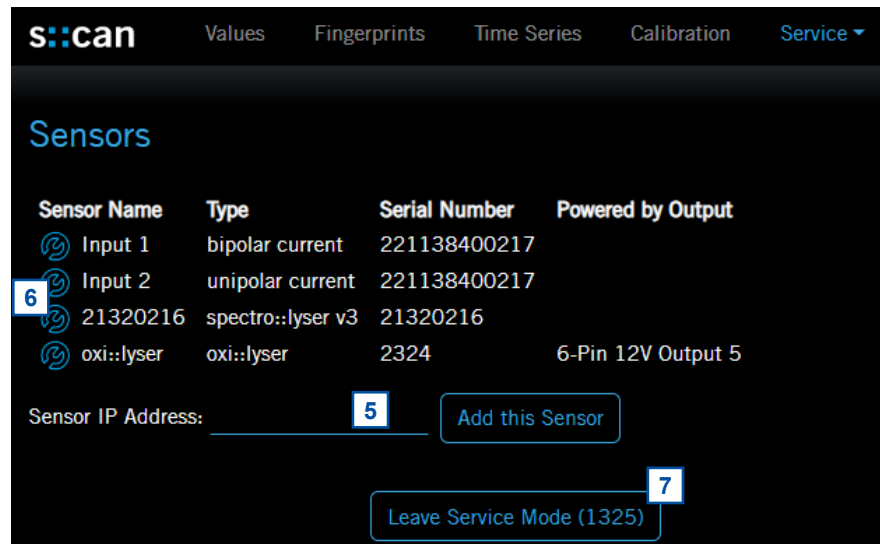 s::can Values Fingerprints Time Series Calibration Service
Sensors
Sensor Name Type Serial Number Powered by Output
Input 1 bipolar current 221138400217
Input 2 unipolar current 221138400217
6
21320216 spectro::lyser v3 21320216
oxi::lyser oxi::lyser 2324 6-Pin 12V Output 5
Sensor IP Address: 5 Add this Sensor
7
Leave Service Mode (1325)